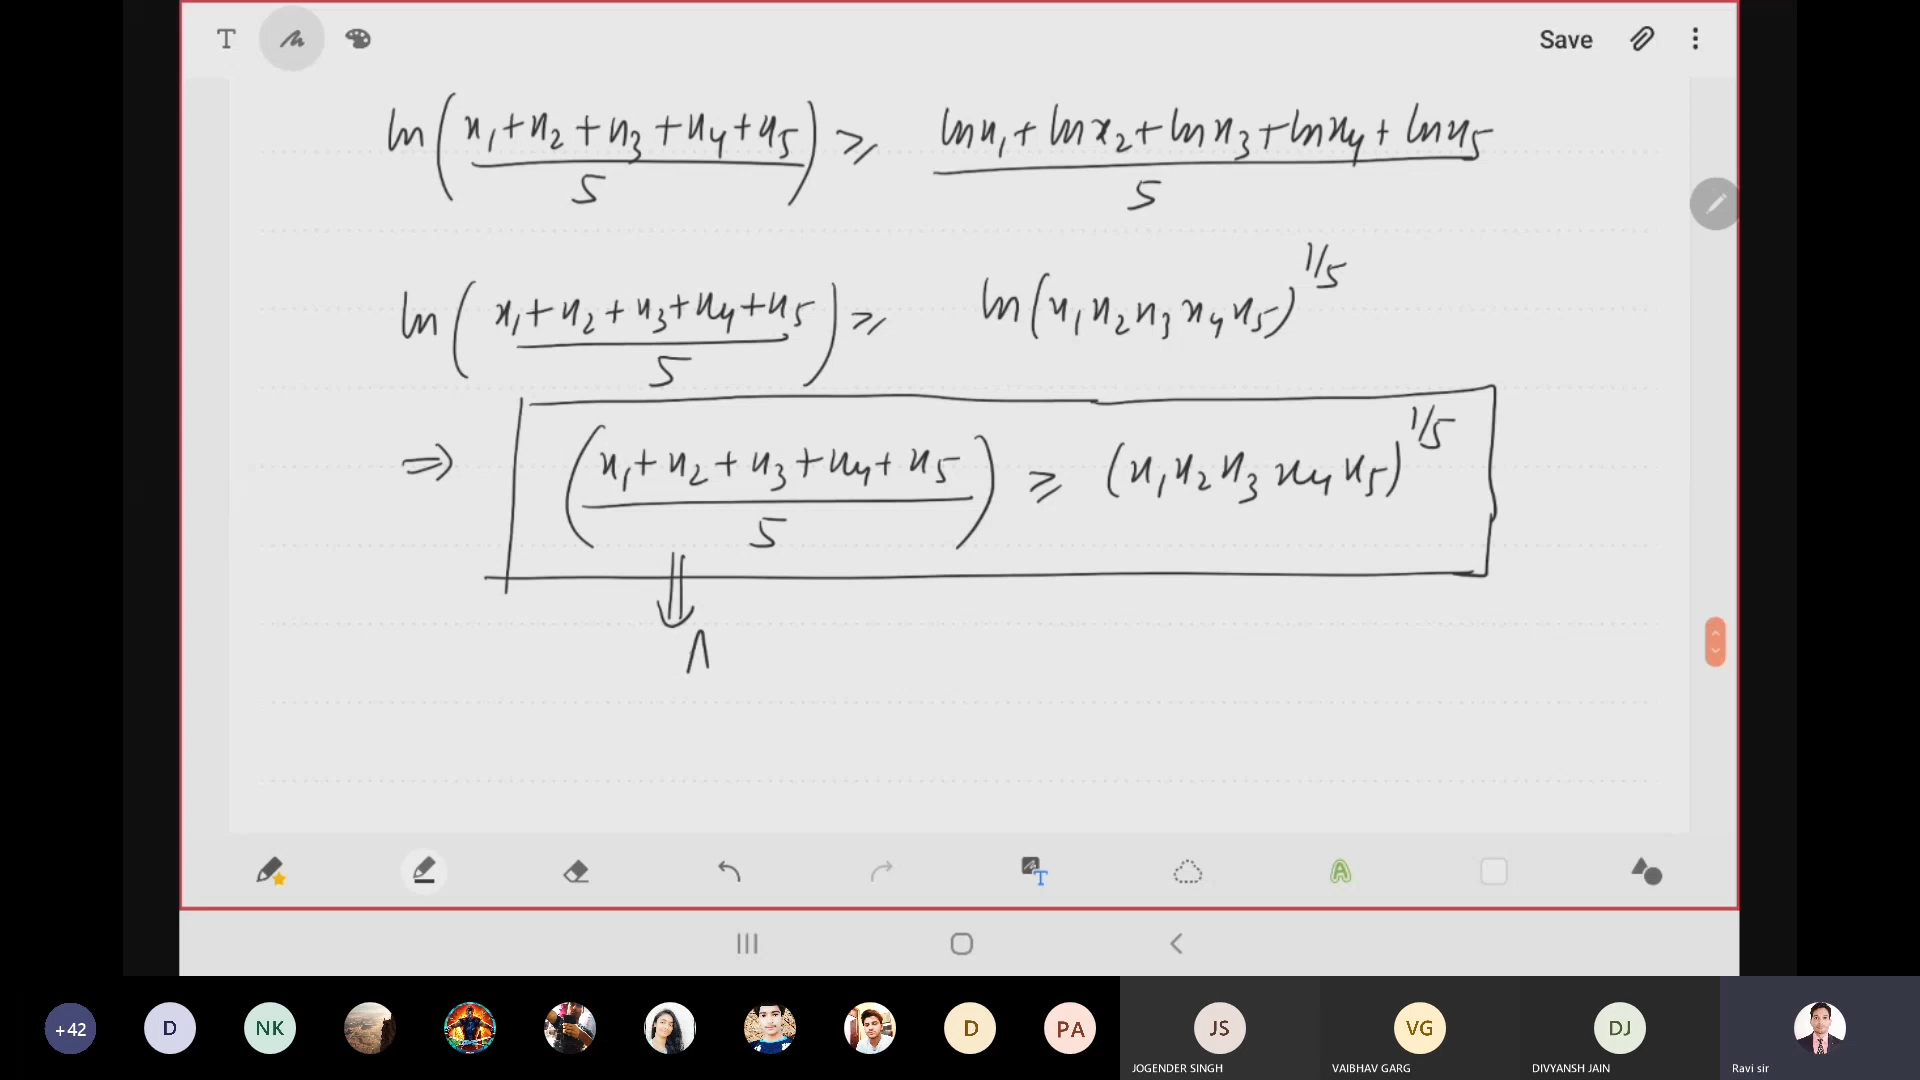 T Save
ln((x₁+x₂+x₃+x₄+x₅)/5) ⩾ (lnx₁+lnx₂+lnx₃+lnx₄+lnx₅)/5
ln((x₁+x₂+x₃+x₄+x₅)/5) ⩾ ln(x₁x₂x₃x₄x₅)^1/5
⇒ ((x₁+x₂+x₃+x₄+x₅)/5) ⩾ (x₁x₂x₃x₄x₅)^1/5
⇓
T A
+42 D NK D PA JS VG DJ
JOGENDER SINGH VAIBHAV GARG DIVYANSH JAIN Ravi sir